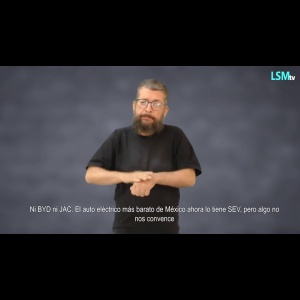 LSMtv
Ni BYD ni JAC. El auto eléctrico más barato de México ahora lo tiene SEV, pero algo no
nos convence